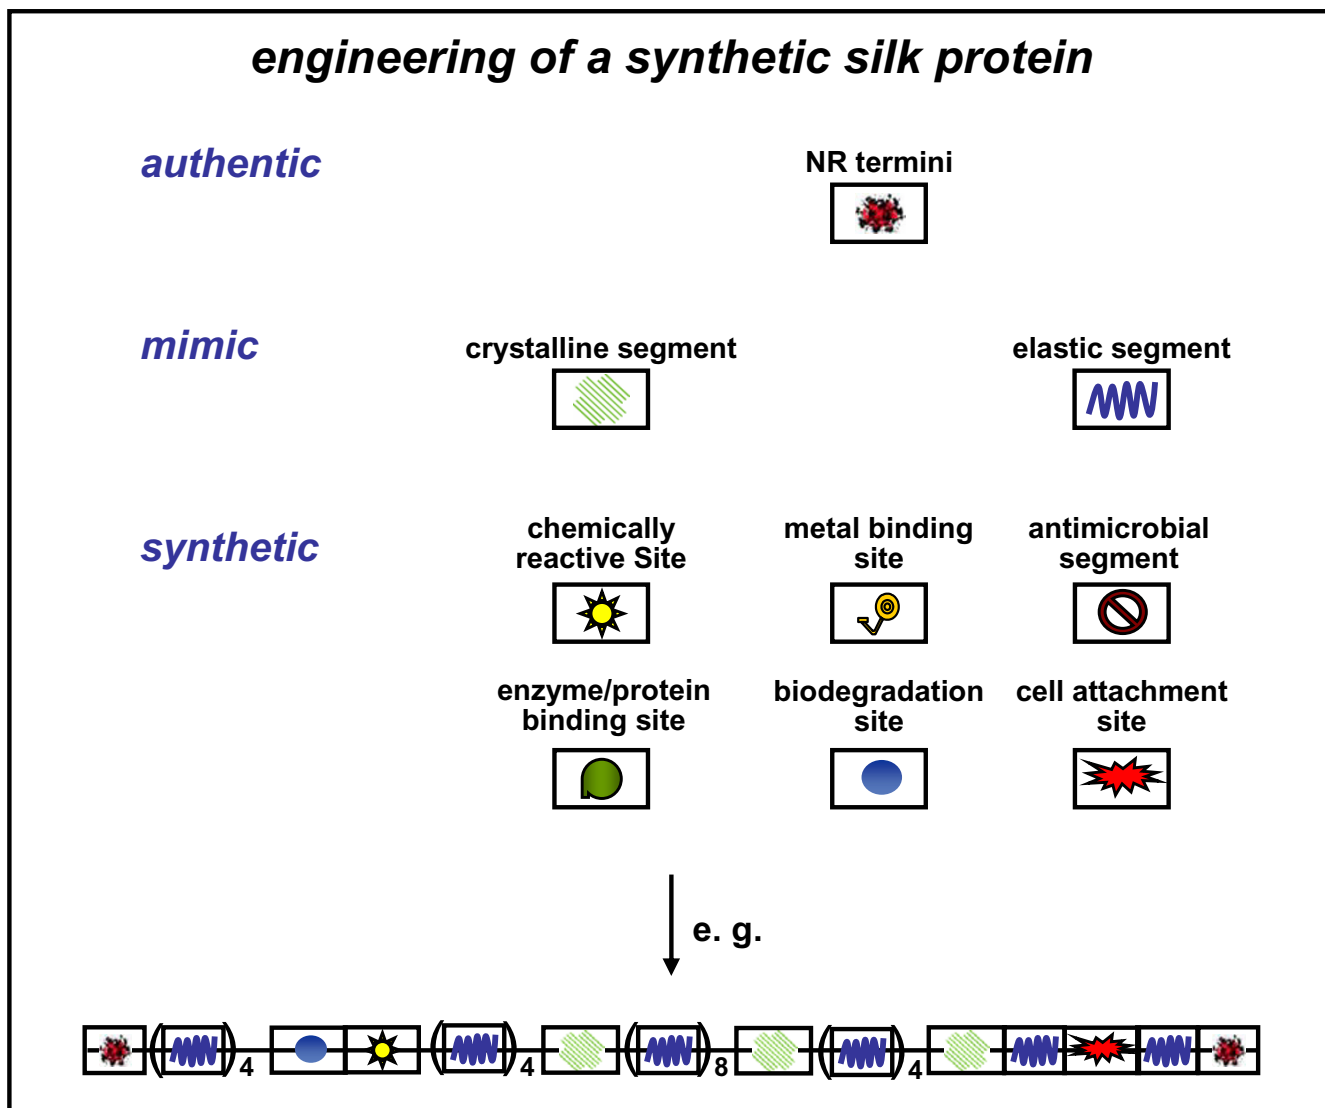 engineering of a synthetic silk protein
authentic
NR termini
mimic
crystalline segment
elastic segment
synthetic
chemically
reactive Site
metal binding
site
antimicrobial
segment
enzyme/protein
binding site
biodegradation
site
cell attachment
site
e. g.
( )4 ( )4 ( )8 ( )4